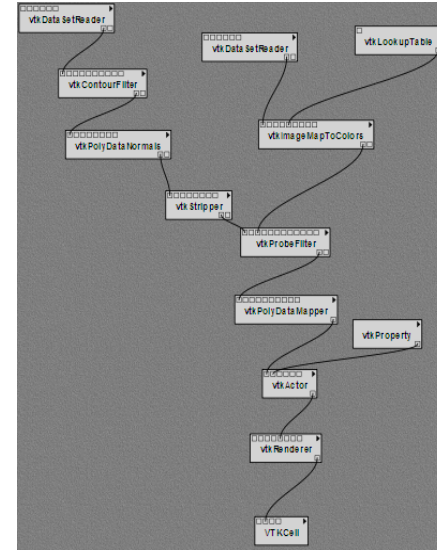 vtkDataSetReader
vtkDataSetReader
vtkLookupTable
vtkContourFilter
vtkImageMapToColors
vtkPolyDataNormals
vtkStripper
vtkProbeFilter
vtkPolyDataMapper
vtkProperty
vtkActor
vtkRenderer
VTKCell